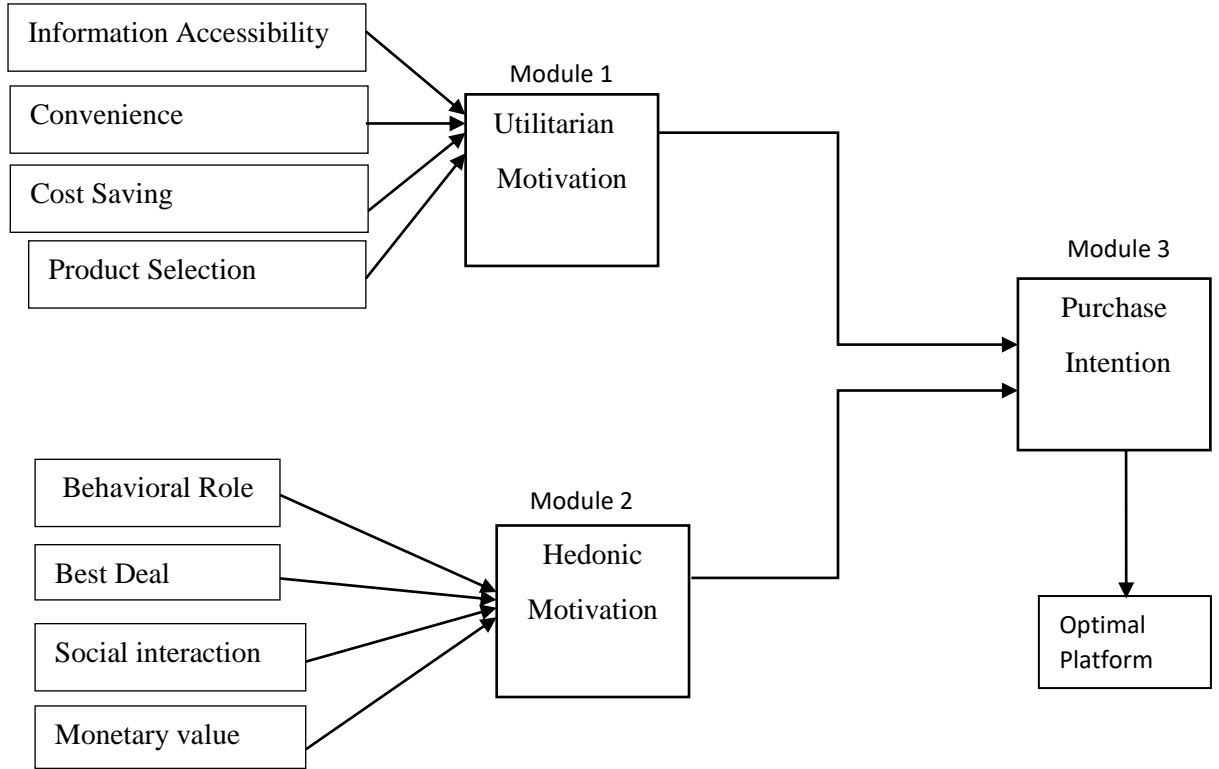 Information Accessibility
Convenience
Cost Saving
Product Selection
Module 1
Utilitarian
Motivation
Module 3
Purchase
Intention
Behavioral Role
Best Deal
Social interaction
Monetary value
Module 2
Hedonic
Motivation
Optimal
Platform